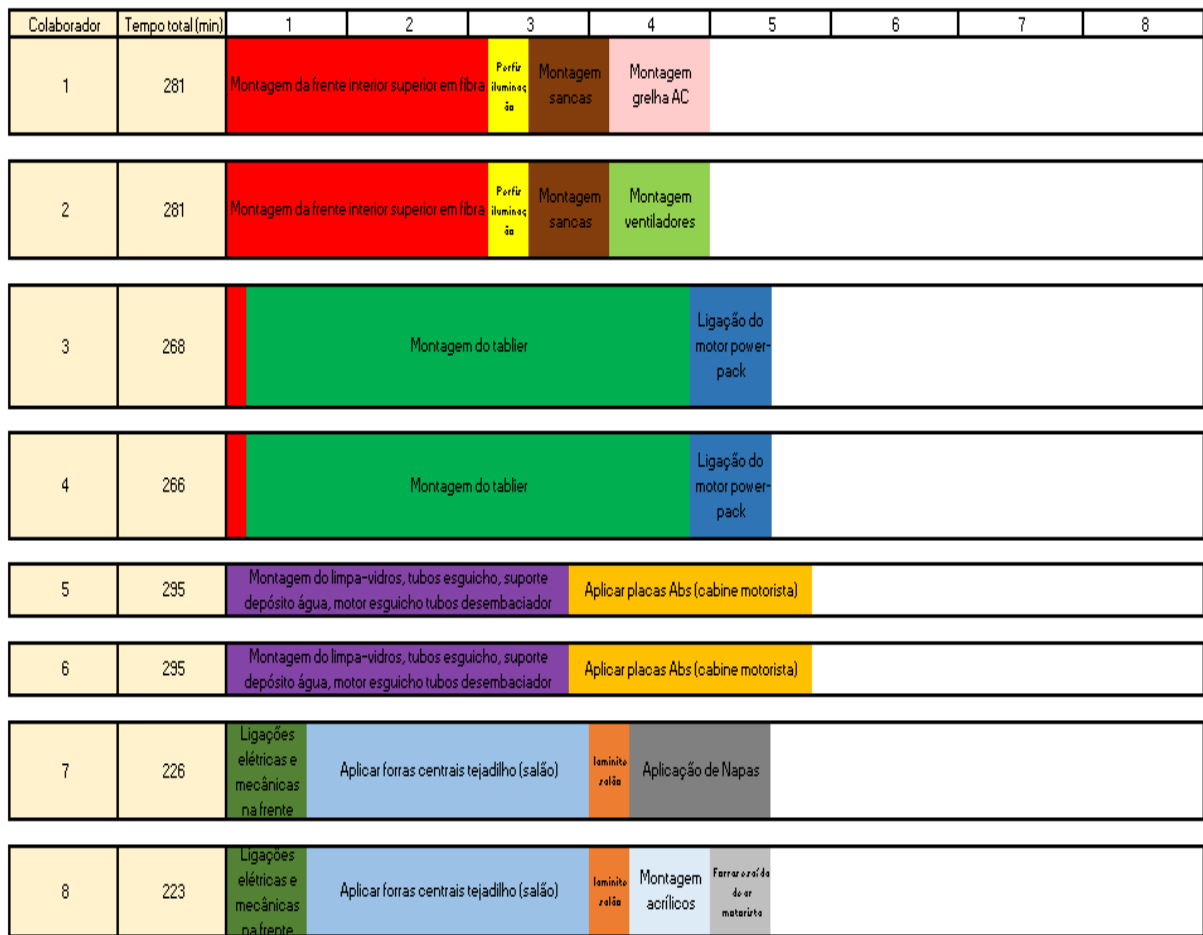 Colaborador Tempo total (min) 1 2 3 4 5 6 7 8
1 281 Montagem da frente interior superior em fibra Perfir iluminaç ão Montagem sancas Montagem grelha AC
2 281 Montagem da frente interior superior em fibra Perfir iluminaç ão Montagem sancas Montagem ventiladores
3 268 Montagem do tablier Ligação do motor power-pack
4 266 Montagem do tablier Ligação do motor power-pack
5 295 Montagem do limpa-vidros, tubos esguicho, suporte depósito água, motor esguicho tubos desembaciador Aplicar placas Abs (cabine motorista)
6 295 Montagem do limpa-vidros, tubos esguicho, suporte depósito água, motor esguicho tubos desembaciador Aplicar placas Abs (cabine motorista)
7 226 Ligações elétricas e mecânicas na frente Aplicar forras centrais tejadilho (salão) laminite salão Aplicação de Napas
8 223 Ligações elétricas e mecânicas na frente Aplicar forras centrais tejadilho (salão) laminite salão Montagem acrílicos Forrar a saída de ar motorista